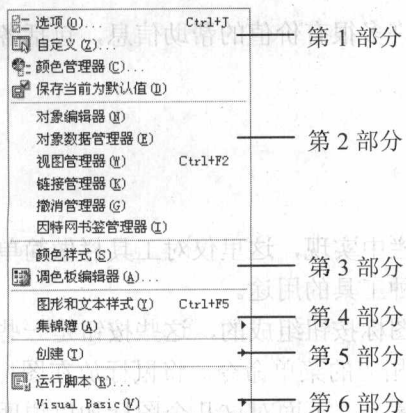 选项(O)... Ctrl+J
自定义(Z)...
颜色管理器(C)...
保存当前为默认值(D)
对象编辑器(N)
对象数据管理器(E)
视图管理器(W) Ctrl+F2
链接管理器(K)
撤消管理器(G)
因特网书签管理器(I)
颜色样式(S)
调色板编辑器(A)...
图形和文本样式(Y) Ctrl+F5
集锦簿(A)
创建(T)
运行脚本(R)...
Visual Basic(V)
第 1 部分
第 2 部分
第 3 部分
第 4 部分
第 5 部分
第 6 部分